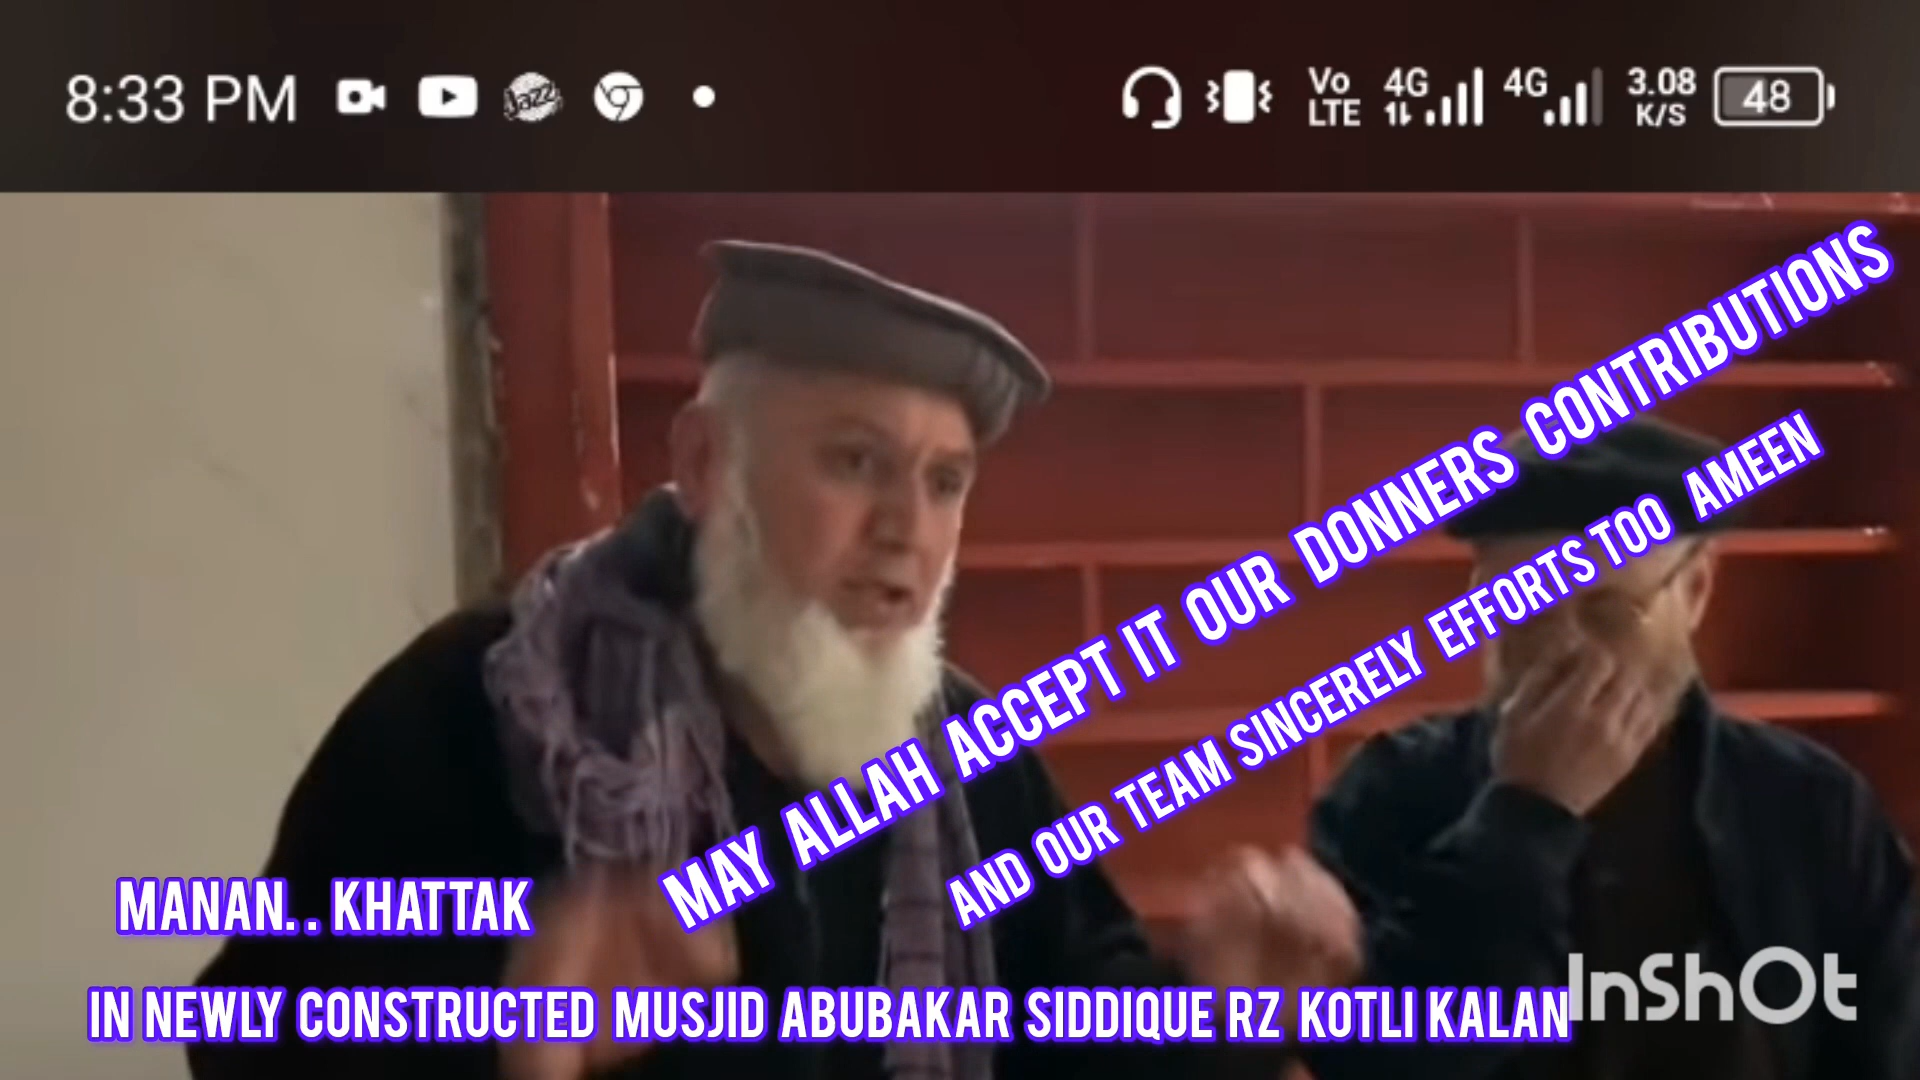 8:33 PM Jazz Vo LTE 4G 4G 3.08 K/S 48
MAY ALLAH ACCEPT IT OUR DONNERS CONTRIBUTIONS
AND OUR TEAM SINCERELY EFFORTS TOO AMEEN
MANAN.. KHATTAK
IN NEWLY CONSTRUCTED MUSJID ABUBAKAR SIDDIQUE RZ KOTLI KALAN
InShOt